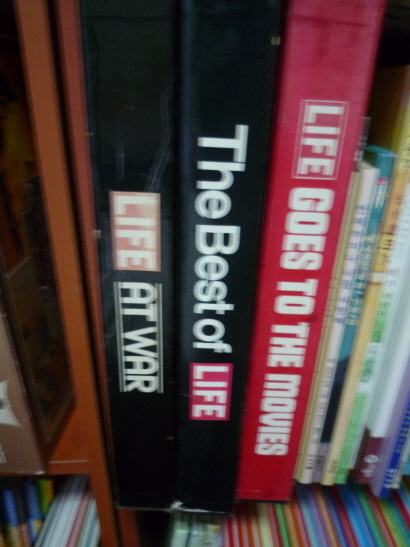 LIFE AT WAR
The Best of LIFE
LIFE GOES TO THE MOVIES